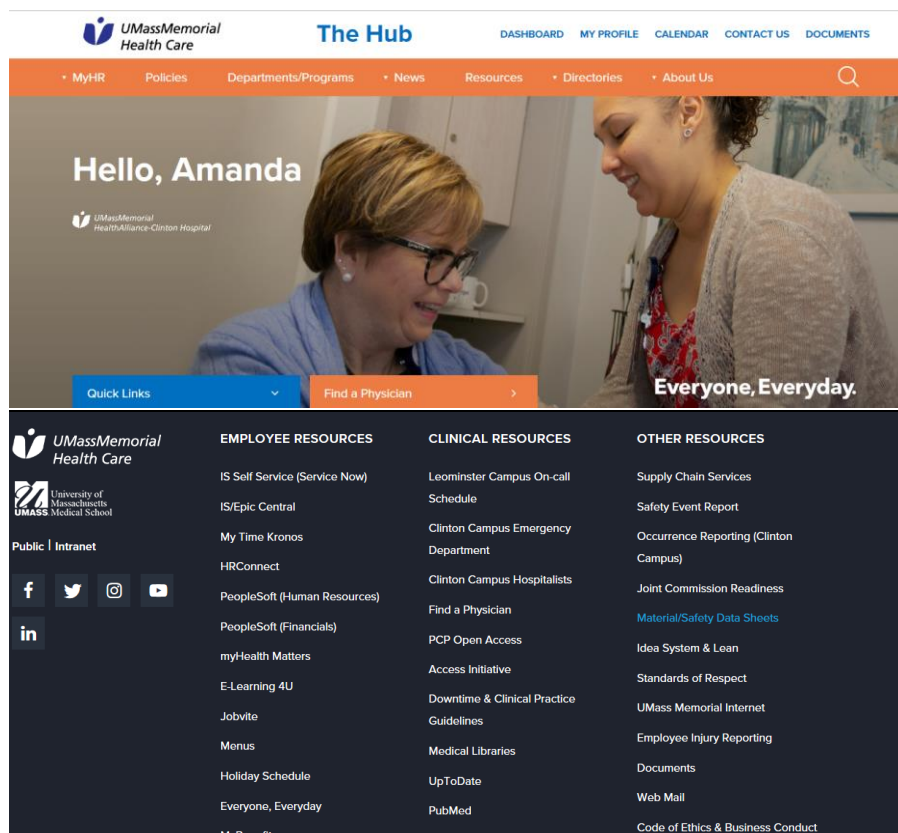 UMassMemorial
Health Care
The Hub
DASHBOARD MY PROFILE CALENDAR CONTACT US DOCUMENTS
MyHR Policies Departments/Programs News Resources Directories About Us
Hello, Amanda
UMassMemorial
HealthAlliance-Clinton Hospital
Quick Links
Find a Physician
Everyone, Everyday.
UMassMemorial
Health Care
University of
Massachusetts
UMASS Medical School
Public | Intranet
EMPLOYEE RESOURCES
IS Self Service (Service Now)
IS/Epic Central
My Time Kronos
HRConnect
PeopleSoft (Human Resources)
PeopleSoft (Financials)
myHealth Matters
E-Learning 4U
Jobvite
Menus
Holiday Schedule
Everyone, Everyday
CLINICAL RESOURCES
Leominster Campus On-call
Schedule
Clinton Campus Emergency
Department
Clinton Campus Hospitalists
Find a Physician
PCP Open Access
Access Initiative
Downtime & Clinical Practice
Guidelines
Medical Libraries
UpToDate
PubMed
OTHER RESOURCES
Supply Chain Services
Safety Event Report
Occurrence Reporting (Clinton
Campus)
Joint Commission Readiness
Material/Safety Data Sheets
Idea System & Lean
Standards of Respect
UMass Memorial Internet
Employee Injury Reporting
Documents
Web Mail
Code of Ethics & Business Conduct